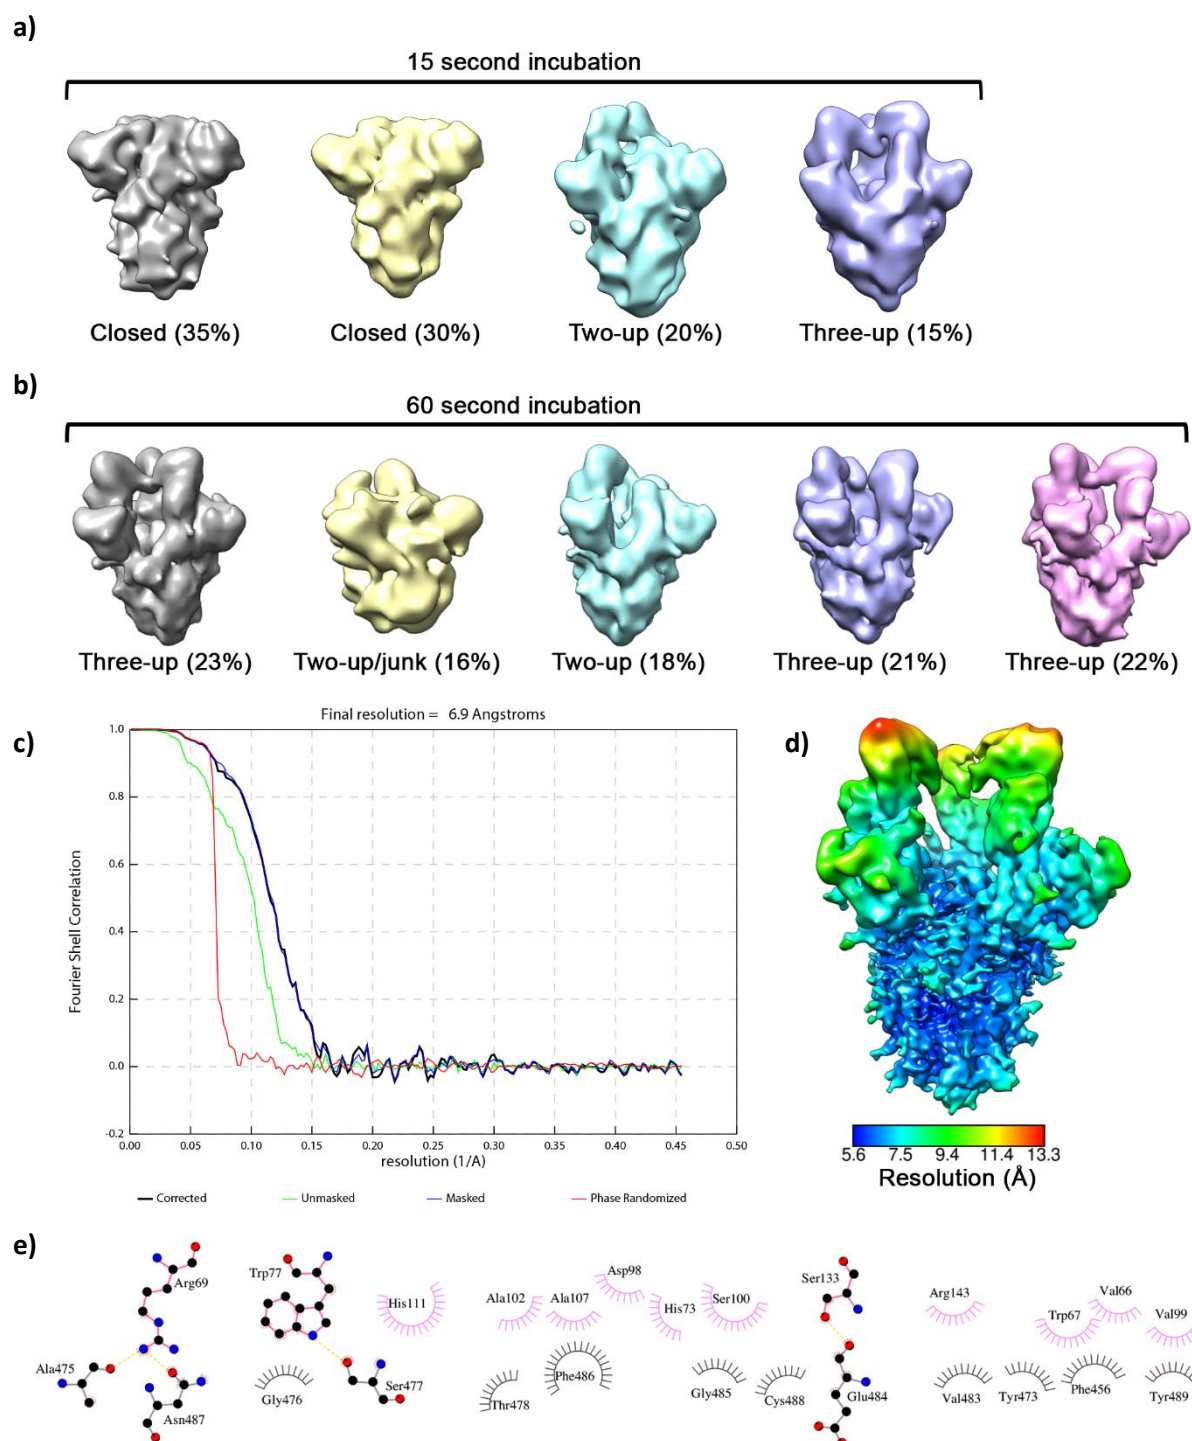 a)
15 second incubation
Closed (35%) Closed (30%) Two-up (20%) Three-up (15%)
b)
60 second incubation
Three-up (23%) Two-up/junk (16%) Two-up (18%) Three-up (21%) Three-up (22%)
c)
Final resolution = 6.9 Angstroms
1.0
0.8
0.6
0.4
0.2
0.0
-0.2
Fourier Shell Correlation
0.00 0.05 0.10 0.15 0.20 0.25 0.30 0.35 0.40 0.45 0.50
resolution (1/A)
Corrected Unmasked Masked Phase Randomized
d)
5.6 7.5 9.4 11.4 13.3
Resolution (Å)
e)
Arg69
Ala475
Asn487
Trp77
Gly476
Ser477
His111
Ala102
Ala107
Asp98
His73
Ser100
Thr478
Phe486
Gly485
Cys488
Ser133
Glu484
Arg143
Trp67
Val66
Val99
Val483
Tyr473
Phe456
Tyr489